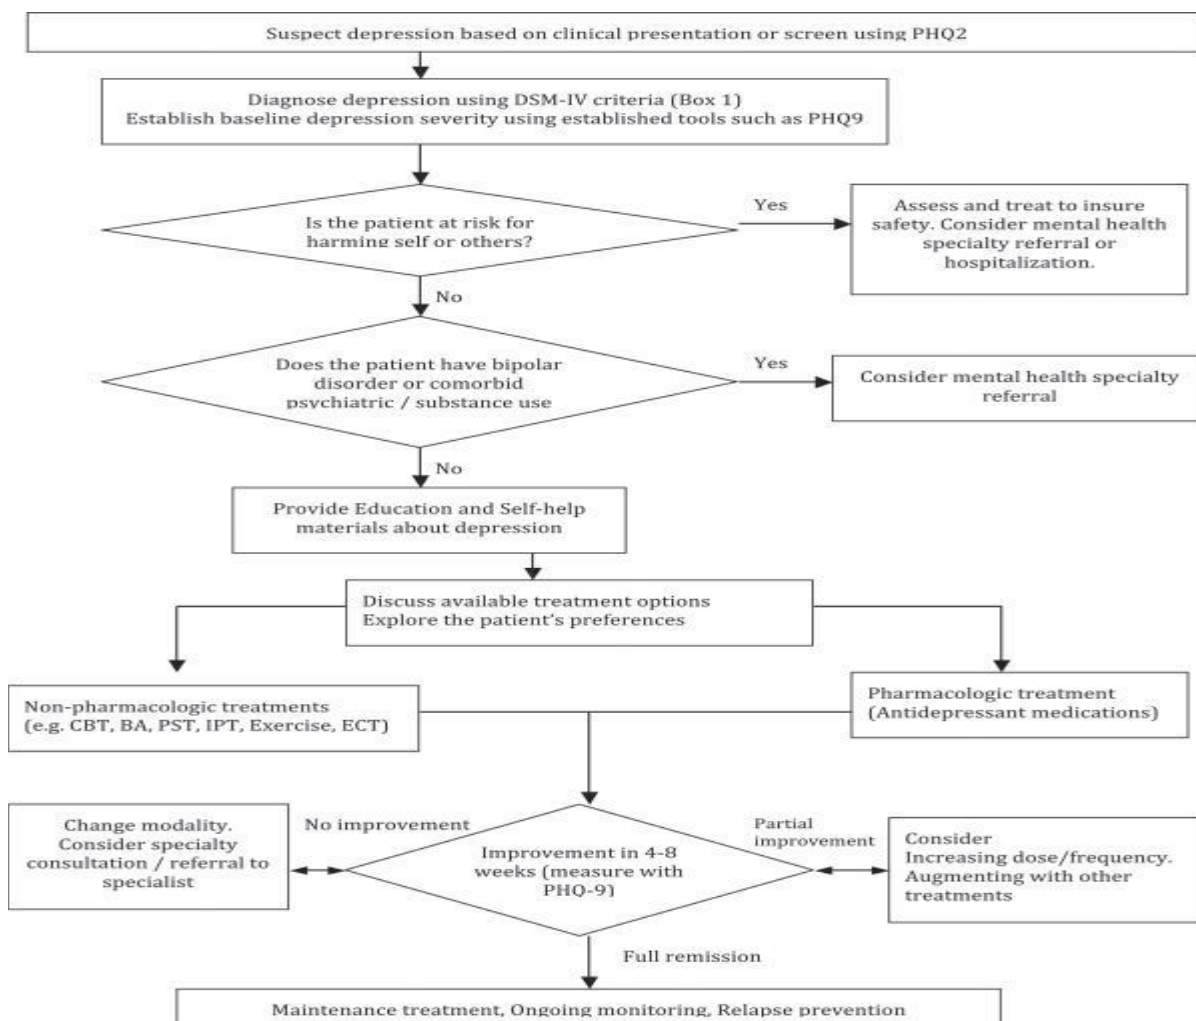 Suspect depression based on clinical presentation or screen using PHQ2
Diagnose depression using DSM-IV criteria (Box 1)
Establish baseline depression severity using established tools such as PHQ9
Is the patient at risk for
harming self or others?
Yes
Assess and treat to insure
safety. Consider mental health
specialty referral or
hospitalization.
No
Does the patient have bipolar
disorder or comorbid
psychiatric / substance use
Yes
Consider mental health specialty
referral
No
Provide Education and Self-help
materials about depression
Discuss available treatment options
Explore the patient's preferences
Non-pharmacologic treatments
(e.g. CBT, BA, PST, IPT, Exercise, ECT)
Pharmacologic treatment
(Antidepressant medications)
Change modality.
Consider specialty
consultation / referral to
specialist
No improvement
Improvement in 4-8
weeks (measure with
PHQ-9)
Partial
improvement
Consider
Increasing dose/frequency.
Augmenting with other
treatments
Full remission
Maintenance treatment, Ongoing monitoring, Relapse prevention